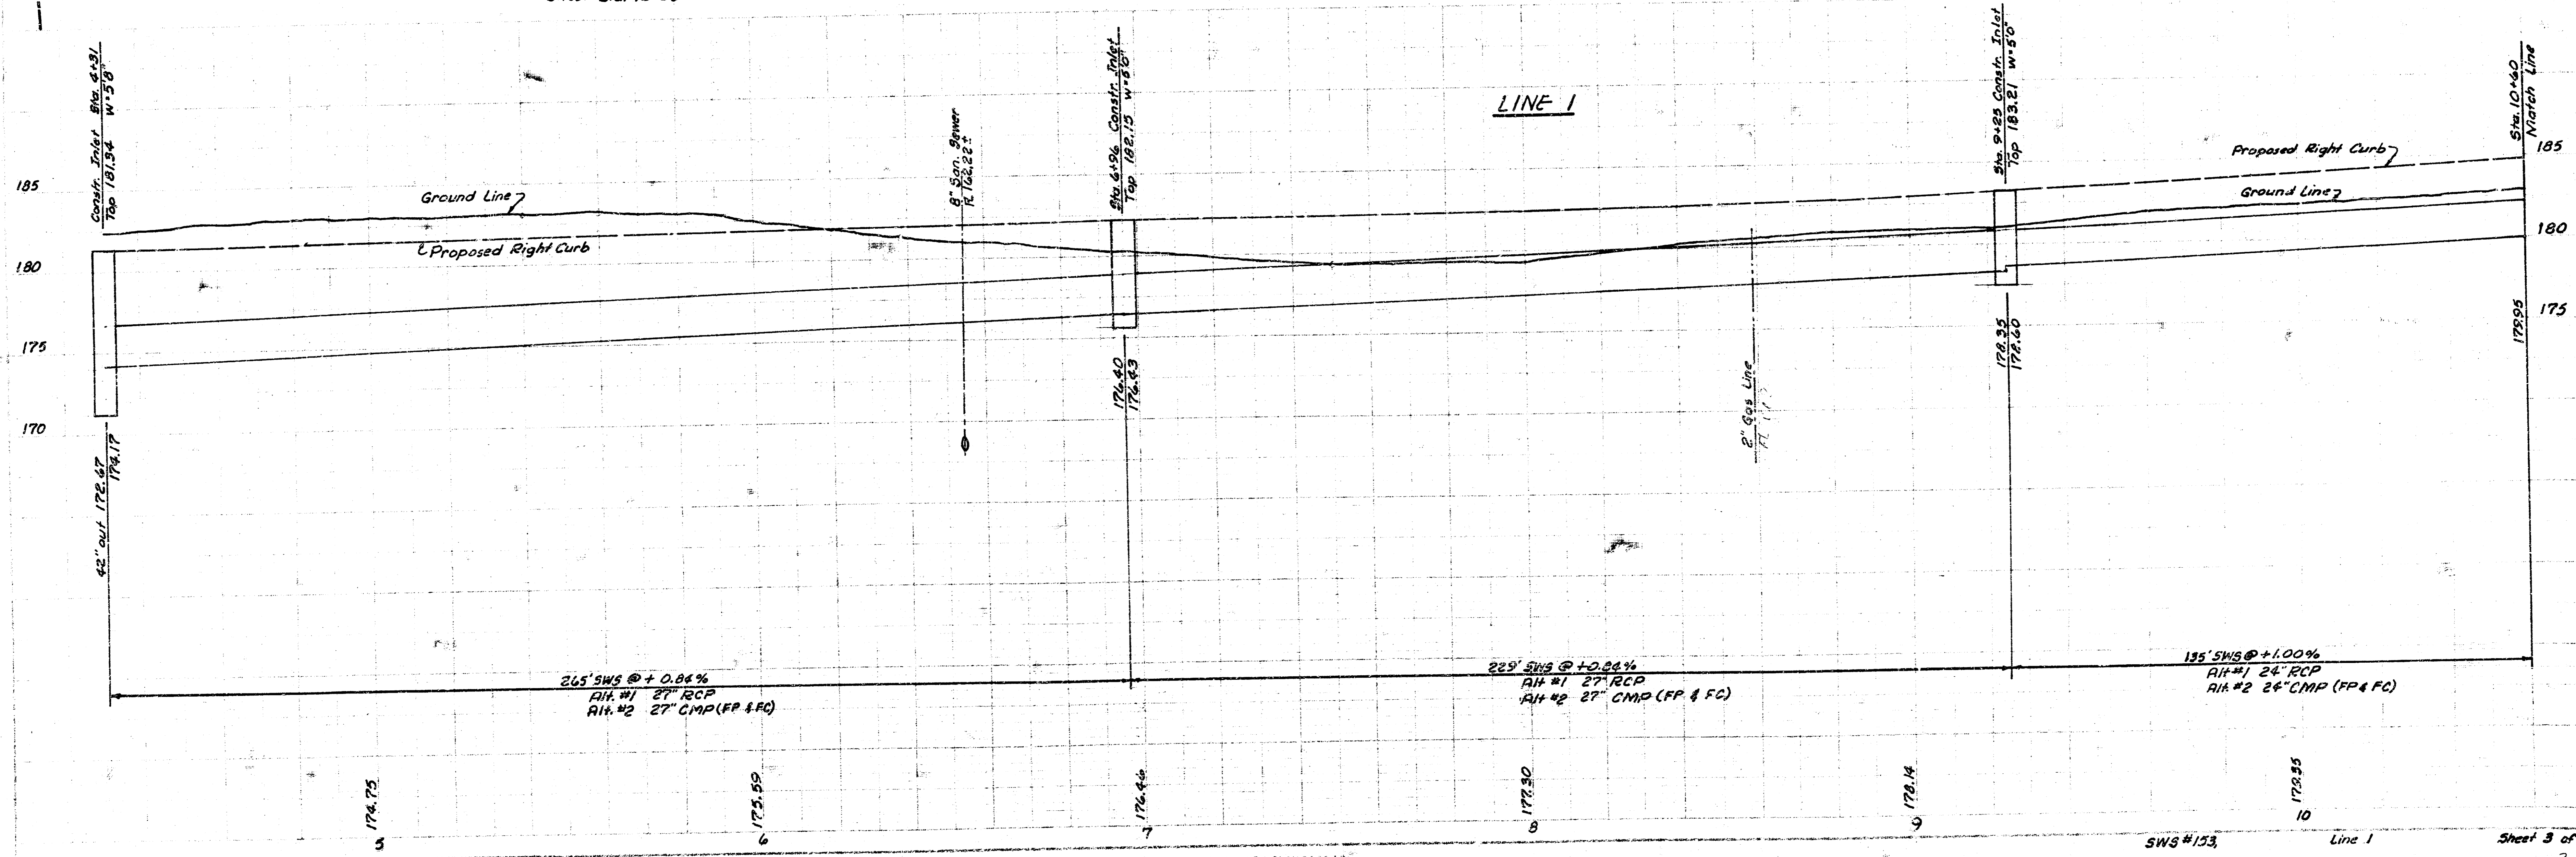 LINE 1
Constr. Inlet Sta. 4+31
Top 181.34 W=5'8"
8" San. Sewer
FL 162.22±
Sta. 6+96 Constr. Inlet
Top 182.15 W=5'0"
Sta. 9+25 Constr. Inlet
Top 183.21 W=5'0"
Sta. 10+60
Match Line
185
180
175
170
Ground Line
Proposed Right Curb
Proposed Right Curb
Ground Line
185
180
175
42" out 172.67
174.17
176.40
176.43
2" Gas Line
178.35
178.60
179.95
265' SWS @ + 0.84%
Alt. #1 27" RCP
Alt. #2 27" CMP (FP & FC)
229' SWS @ +0.84%
Alt #1 27" RCP
Alt #2 27" CMP (FP & FC)
135' SWS @ +1.00%
Alt #1 24" RCP
Alt #2 24" CMP (FP & FC)
174.75
175.59
176.46
177.30
178.14
179.35
5
6
7
8
9
10
SWS #153, Line 1 Sheet 3 of